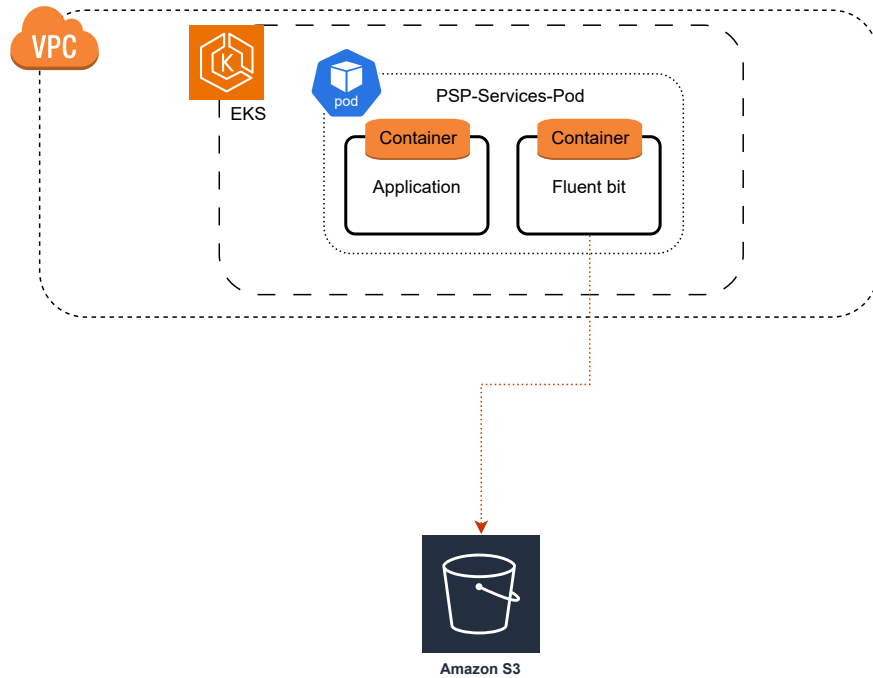 VPC
K
EKS
pod
PSP-Services-Pod
Container
Container
Application
Fluent bit
Amazon S3